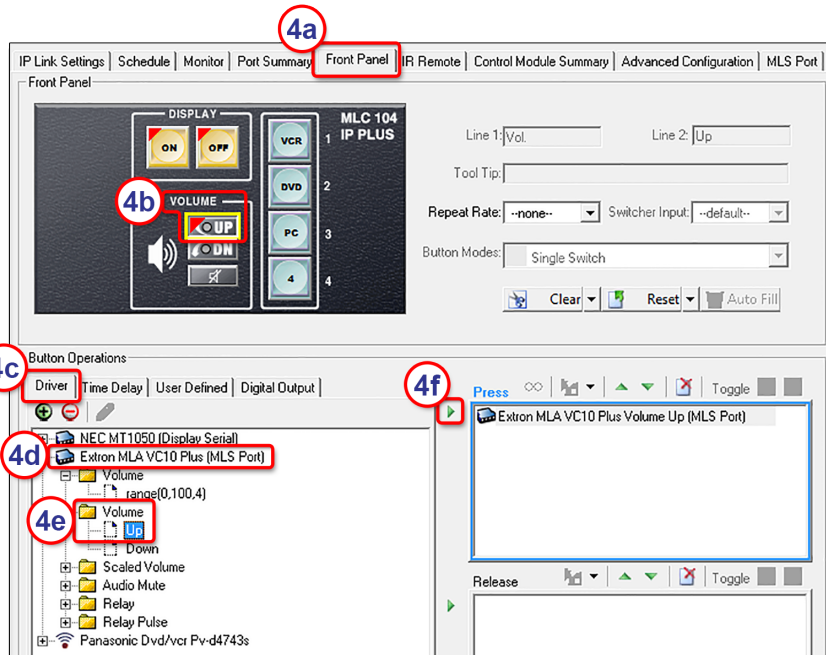 4a
IP Link Settings Schedule Monitor Port Summary Front Panel IR Remote Control Module Summary Advanced Configuration MLS Port
Front Panel
DISPLAY
ON OFF
MLC 104
IP PLUS
VCR 1
DVD 2
PC 3
4 4
4b
VOLUME
UP
DN
Line 1: Vol. Line 2: Up
Tool Tip:
Repeat Rate: --none-- Switcher Input: --default--
Button Modes: Single Switch
Clear Reset Auto Fill
Button Operations
4c
Driver Time Delay User Defined Digital Output
4f
NEC MT1050 (Display Serial)
4d
Extron MLA VC10 Plus (MLS Port)
Volume
range(0,100,4)
4e
Volume
Up
Down
Scaled Volume
Audio Mute
Relay
Relay Pulse
Panasonic Dvd/vcr Pv-d4743s
Press Toggle
Extron MLA VC10 Plus Volume Up (MLS Port)
Release Toggle